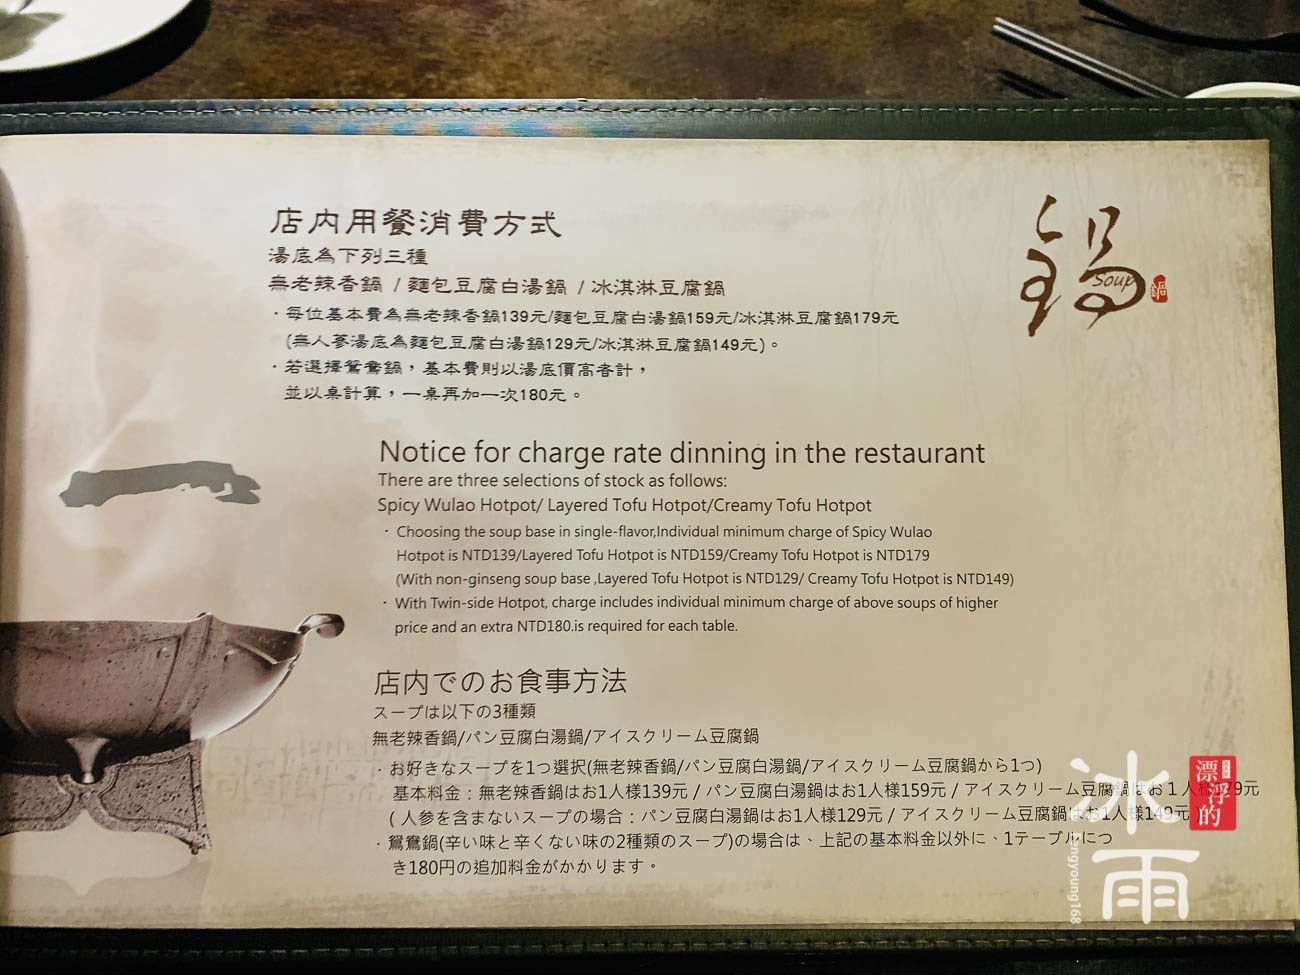 店內用餐消費方式
湯底為下列三種
無老辣香鍋 / 麵包豆腐白湯鍋 / 冰淇淋豆腐鍋
・每位基本費為無老辣香鍋139元/麵包豆腐白湯鍋159元/冰淇淋豆腐鍋179元
(無人蔘湯底為麵包豆腐白湯鍋129元/冰淇淋豆腐鍋149元)。
・若選擇鴛鴦鍋，基本費則以湯底價高者計，
並以桌計算，一桌再加一次180元。
鍋
Soup
鍋
Notice for charge rate dinning in the restaurant
There are three selections of stock as follows:
Spicy Wulao Hotpot/ Layered Tofu Hotpot/Creamy Tofu Hotpot
・ Choosing the soup base in single-flavor,Individual minimum charge of Spicy Wulao
Hotpot is NTD139/Layered Tofu Hotpot is NTD159/Creamy Tofu Hotpot is NTD179
(With non-ginseng soup base ,Layered Tofu Hotpot is NTD129/ Creamy Tofu Hotpot is NTD149)
・ With Twin-side Hotpot, charge includes individual minimum charge of above soups of higher
price and an extra NTD180.is required for each table.
店内でのお食事方法
スープは以下の3種類
無老辣香鍋/パン豆腐白湯鍋/アイスクリーム豆腐鍋
・お好きなスープを1つ選択(無老辣香鍋/パン豆腐白湯鍋/アイスクリーム豆腐鍋から1つ)
基本料金：無老辣香鍋はお1人様139元 / パン豆腐白湯鍋はお1人様159元 / アイスクリーム豆腐鍋はお1人様179元
( 人参を含まないスープの場合：パン豆腐白湯鍋はお1人様129元 / アイスクリーム豆腐鍋はお1人様149元 )
・鴛鴦鍋(辛い味と辛くない味の2種類のスープ)の場合は、上記の基本料金以外に、1テーブルにつ
き180円の追加料金がかかります。
漂浮的
冰雨